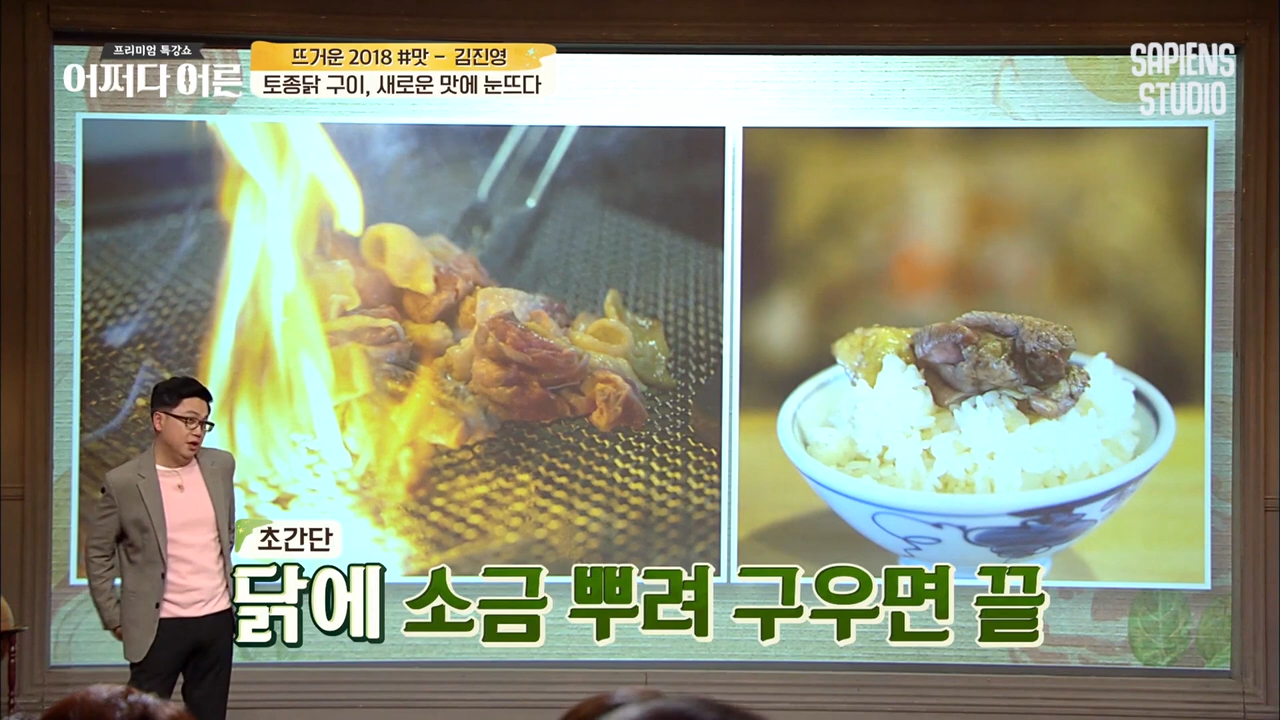 프리미엄 특강쇼
어쩌다 어른
뜨거운 2018 #맛 - 김진영
토종닭 구이, 새로운 맛에 눈뜨다
SAPIENS
STUDIO
초간단
닭에 소금 뿌려 구우면 끝